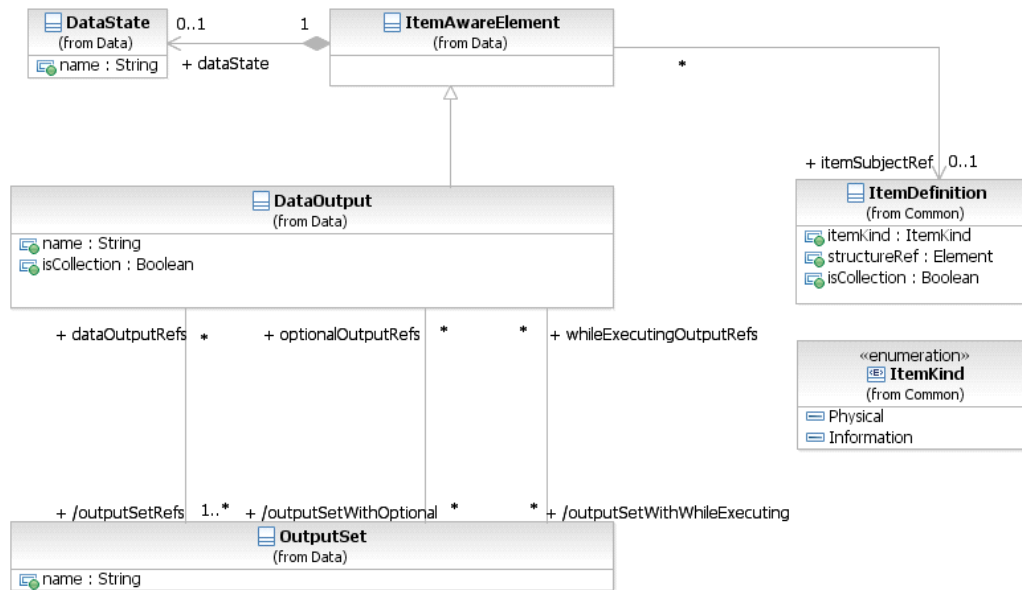 DataState
(from Data)
name : String
0..1
1
+ dataState
ItemAwareElement
(from Data)
*
+ itemSubjectRef
0..1
DataOutput
(from Data)
name : String
isCollection : Boolean
ItemDefinition
(from Common)
itemKind : ItemKind
structureRef : Element
isCollection : Boolean
+ dataOutputRefs
*
+ optionalOutputRefs
*
*
+ whileExecutingOutputRefs
«enumeration»
ItemKind
(from Common)
Physical
Information
+ /outputSetRefs
1..*
+ /outputSetWithOptional
*
*
+ /outputSetWithWhileExecuting
OutputSet
(from Data)
name : String